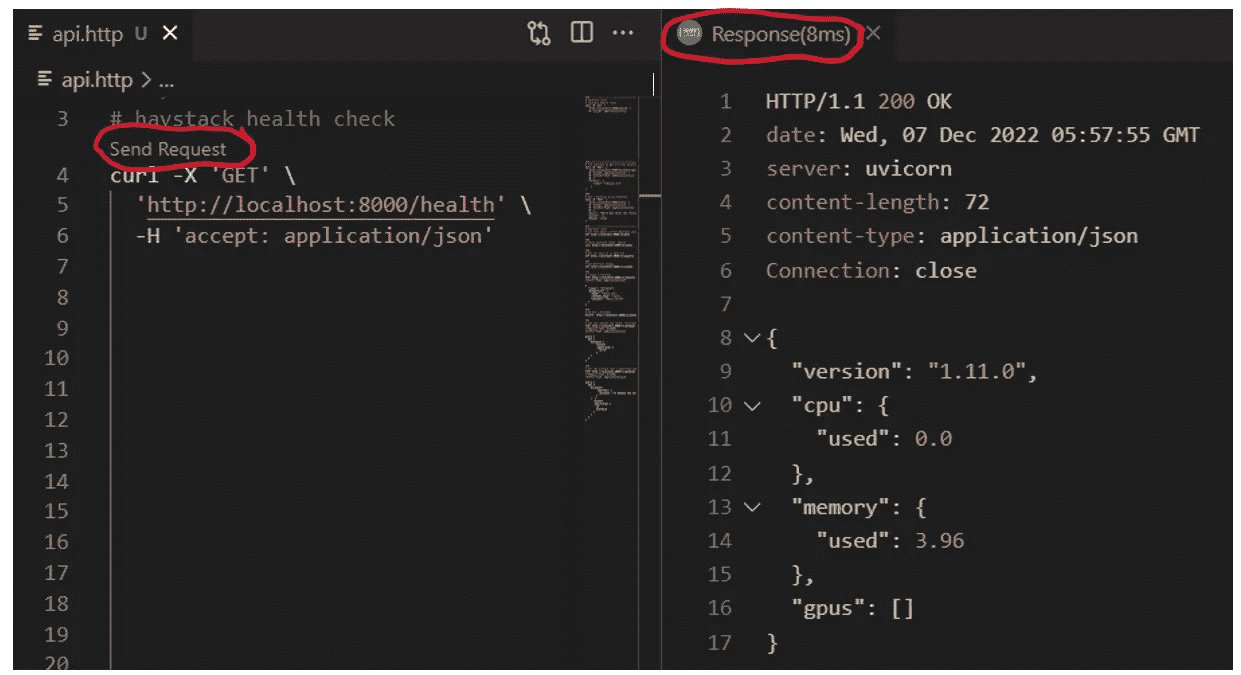 api.http U
Response(8ms)
api.http > ...
3 # haystack health check
Send Request
4 curl -X 'GET' \
5 'http://localhost:8000/health' \
6 -H 'accept: application/json'
7
8
9
10
11
12
13
14
15
16
17
18
19
20
1 HTTP/1.1 200 OK
2 date: Wed, 07 Dec 2022 05:57:55 GMT
3 server: uvicorn
4 content-length: 72
5 content-type: application/json
6 Connection: close
7
8 {
9 "version": "1.11.0",
10 "cpu": {
11 "used": 0.0
12 },
13 "memory": {
14 "used": 3.96
15 },
16 "gpus": []
17 }